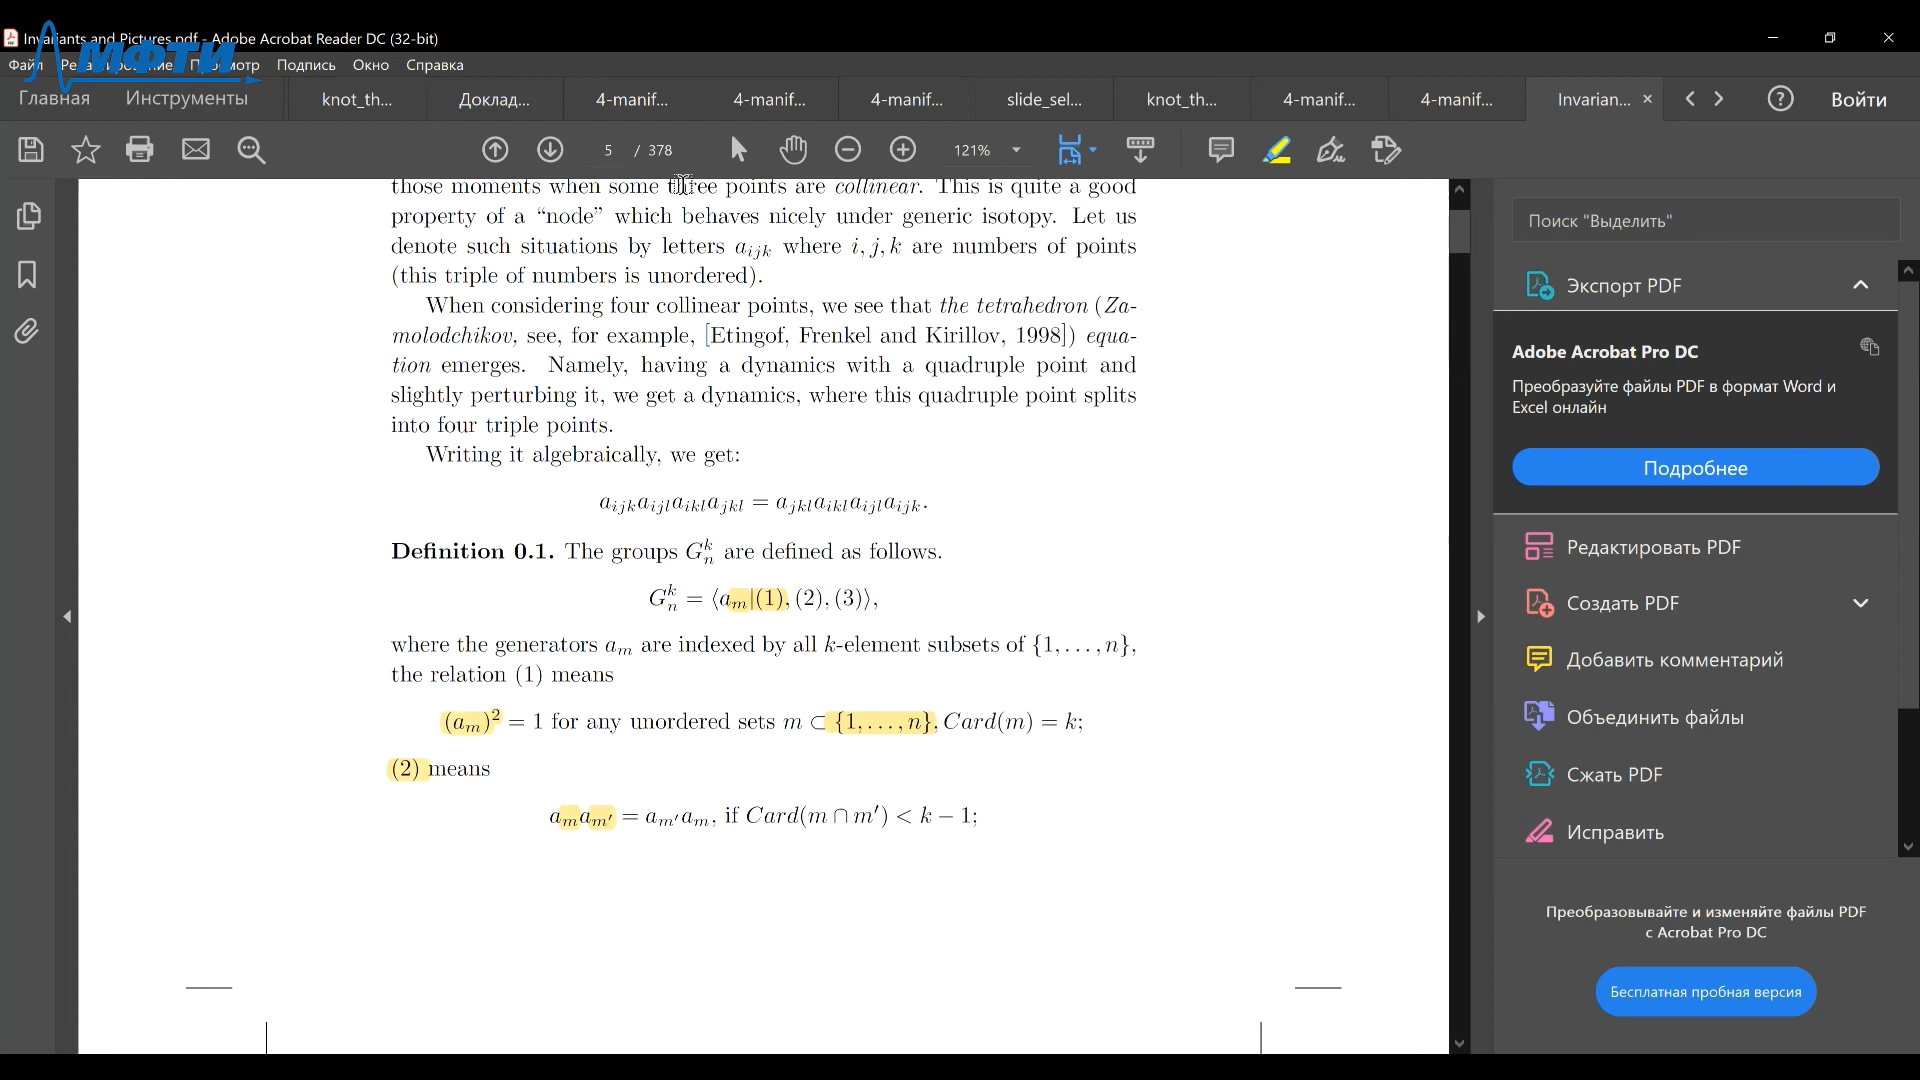 Invariants and Pictures.pdf - Adobe Acrobat Reader DC (32-bit)
МФТИ
Файл Редактирование Просмотр Подпись Окно Справка
Главная Инструменты knot_th... Доклад... 4-manif... 4-manif... 4-manif... slide_sel... knot_th... 4-manif... 4-manif... Invarian... Войти
5 / 378 121%
those moments when some three points are collinear. This is quite a good
property of a “node” which behaves nicely under generic isotopy. Let us
denote such situations by letters a_{ijk} where i, j, k are numbers of points
(this triple of numbers is unordered).
When considering four collinear points, we see that the tetrahedron (Za-
molodchikov, see, for example, [Etingof, Frenkel and Kirillov, 1998]) equa-
tion emerges. Namely, having a dynamics with a quadruple point and
slightly perturbing it, we get a dynamics, where this quadruple point splits
into four triple points.
Writing it algebraically, we get:
a_{ijk}a_{ijl}a_{ikl}a_{jkl} = a_{jkl}a_{ikl}a_{ijl}a_{ijk}.
Definition 0.1. The groups G_n^k are defined as follows.
G_n^k = ⟨a_m|(1), (2), (3)⟩,
where the generators a_m are indexed by all k-element subsets of {1, . . . , n},
the relation (1) means
(a_m)^2 = 1 for any unordered sets m ⊂ {1, . . . , n}, Card(m) = k;
(2) means
a_m a_{m′} = a_{m′} a_m, if Card(m ∩ m′) < k − 1;
Поиск "Выделить"
Экспорт PDF
Adobe Acrobat Pro DC
Преобразуйте файлы PDF в формат Word и
Excel онлайн
Подробнее
Редактировать PDF
Создать PDF
Добавить комментарий
Объединить файлы
Сжать PDF
Исправить
Преобразовывайте и изменяйте файлы PDF
с Acrobat Pro DC
Бесплатная пробная версия